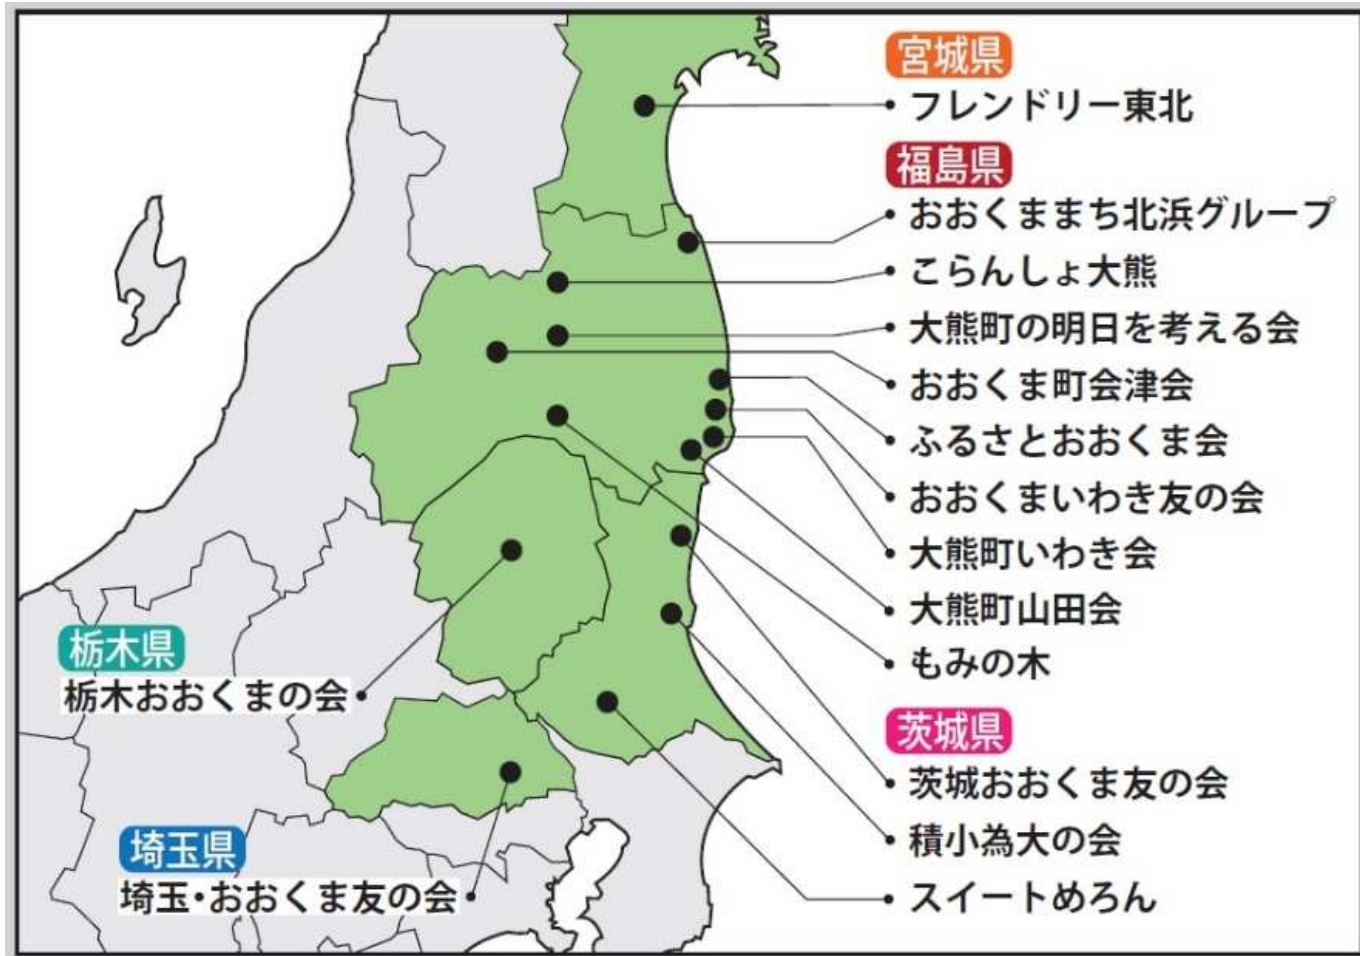 宮城県
フレンドリー東北
福島県
おおくままち北浜グループ
こらんしょ大熊
大熊町の明日を考える会
おおくま町会津会
ふるさとおおくま会
おおくまいわき友の会
大熊町いわき会
大熊町山田会
もみの木
茨城県
茨城おおくま友の会
積小為大の会
スイートめろん
栃木県
栃木おおくまの会
埼玉県
埼玉・おおくま友の会